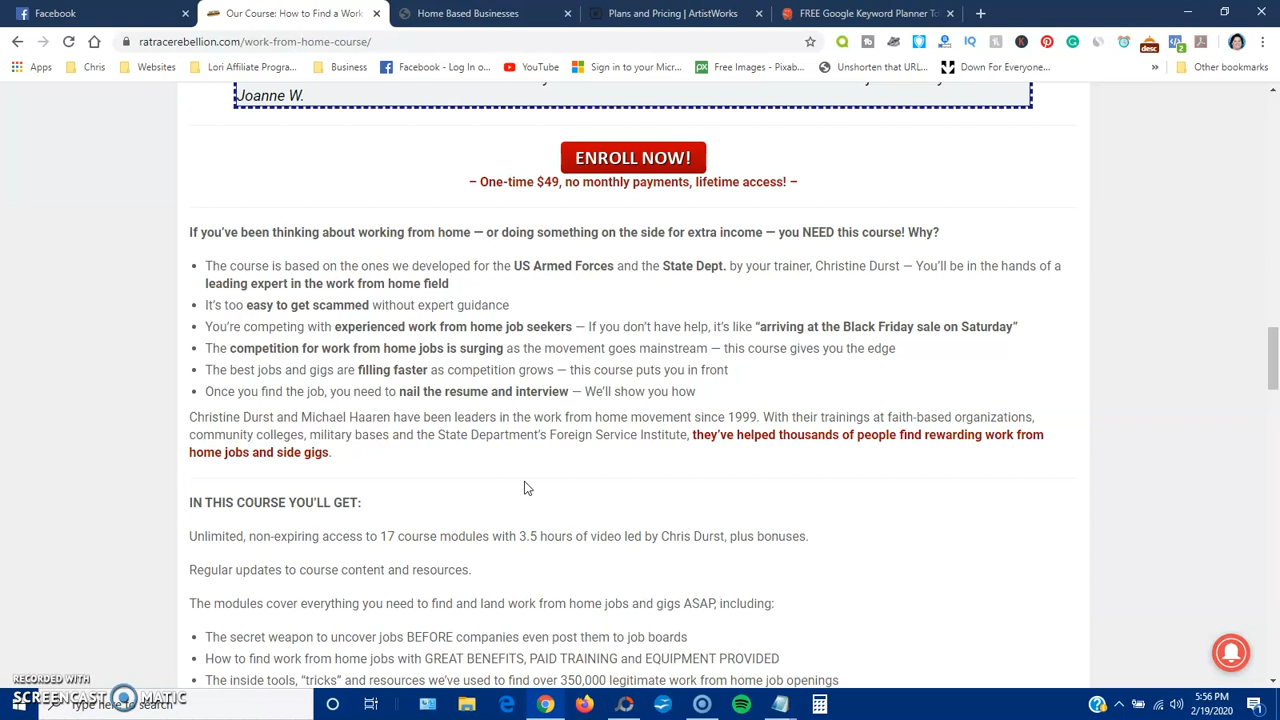 Facebook
Our Course: How to Find a Work
Home Based Businesses
Plans and Pricing | ArtistWorks
FREE Google Keyword Planner To
ratracerebellion.com/work-from-home-course/
Apps
Chris
Websites
Lori Affiliate Progra...
Business
Facebook - Log In o...
YouTube
Sign in to your Micr...
Free Images - Pixab...
Unshorten that URL...
Down For Everyone...
Other bookmarks
Joanne W.
ENROLL NOW!
– One-time $49, no monthly payments, lifetime access! –
If you've been thinking about working from home — or doing something on the side for extra income — you NEED this course! Why?
The course is based on the ones we developed for the US Armed Forces and the State Dept. by your trainer, Christine Durst — You'll be in the hands of a
leading expert in the work from home field
It's too easy to get scammed without expert guidance
You're competing with experienced work from home job seekers — If you don't have help, it's like “arriving at the Black Friday sale on Saturday”
The competition for work from home jobs is surging as the movement goes mainstream — this course gives you the edge
The best jobs and gigs are filling faster as competition grows — this course puts you in front
Once you find the job, you need to nail the resume and interview — We'll show you how
Christine Durst and Michael Haaren have been leaders in the work from home movement since 1999. With their trainings at faith-based organizations,
community colleges, military bases and the State Department's Foreign Service Institute, they've helped thousands of people find rewarding work from
home jobs and side gigs.
IN THIS COURSE YOU'LL GET:
Unlimited, non-expiring access to 17 course modules with 3.5 hours of video led by Chris Durst, plus bonuses.
Regular updates to course content and resources.
The modules cover everything you need to find and land work from home jobs and gigs ASAP, including:
The secret weapon to uncover jobs BEFORE companies even post them to job boards
How to find work from home jobs with GREAT BENEFITS, PAID TRAINING and EQUIPMENT PROVIDED
The inside tools, “tricks” and resources we've used to find over 350,000 legitimate work from home job openings
RECORDED WITH
SCREENCAST MATIC
Type here to search
5:56 PM
2/19/2020